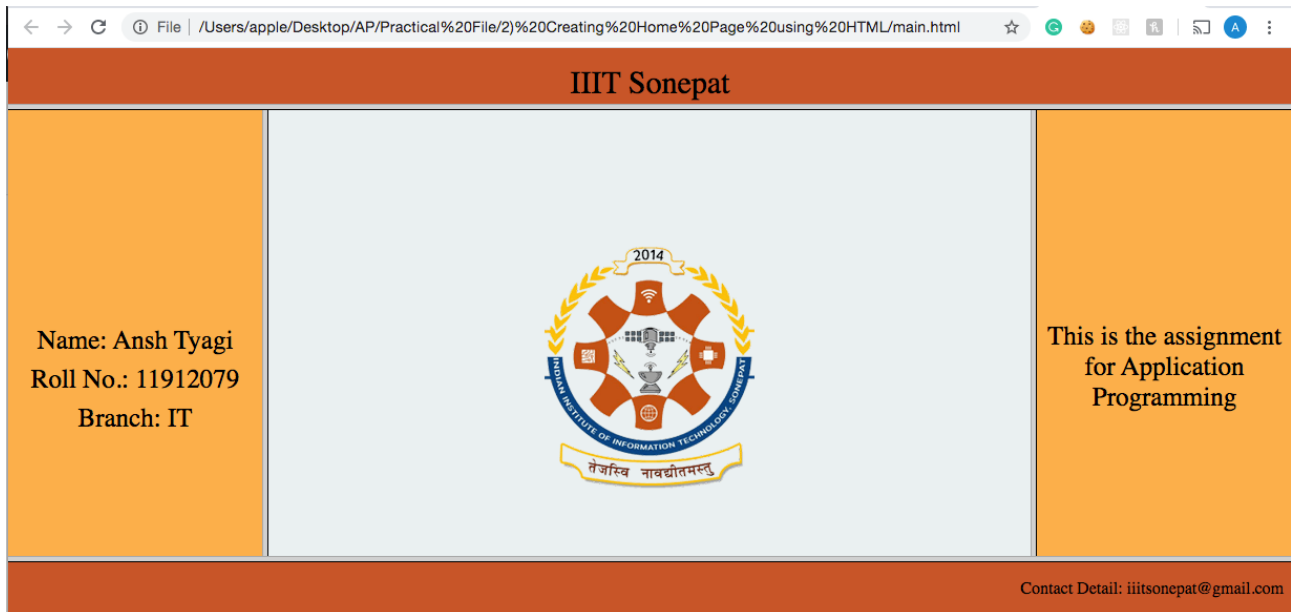 File
/Users/apple/Desktop/AP/Practical%20File/2)%20Creating%20Home%20Page%20using%20HTML/main.html
A
IIIT Sonepat
Name: Ansh Tyagi
Roll No.: 11912079
Branch: IT
2014
INDIAN INSTITUTE OF INFORMATION TECHNOLOGY, SONEPAT
तेजस्वि नावधीतमस्तु
This is the assignment
for Application
Programming
Contact Detail: iiitsonepat@gmail.com